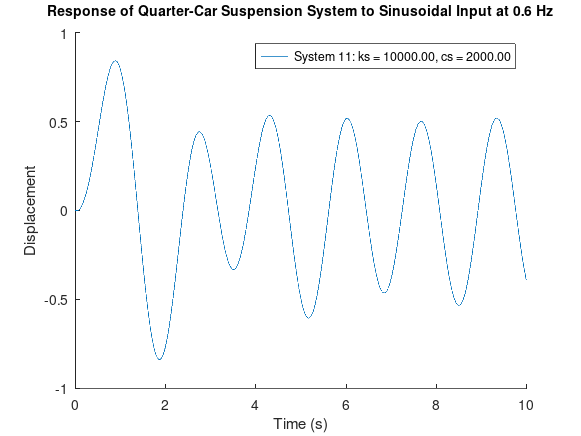 Response of Quarter-Car Suspension System to Sinusoidal Input at 0.6 Hz
System 11: ks = 10000.00, cs = 2000.00
1
0.5
0
-0.5
-1
Displacement
0 2 4 6 8 10
Time (s)